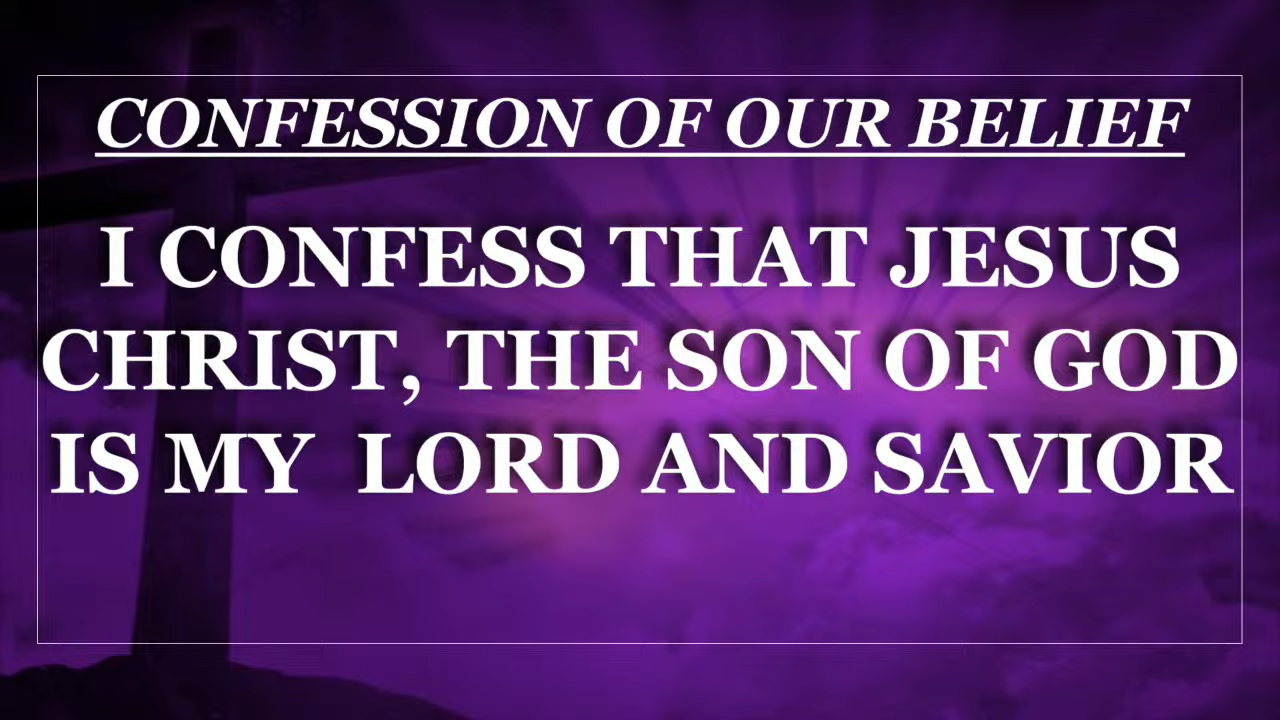 CONFESSION OF OUR BELIEF
I CONFESS THAT JESUS
CHRIST, THE SON OF GOD
IS MY  LORD AND SAVIOR